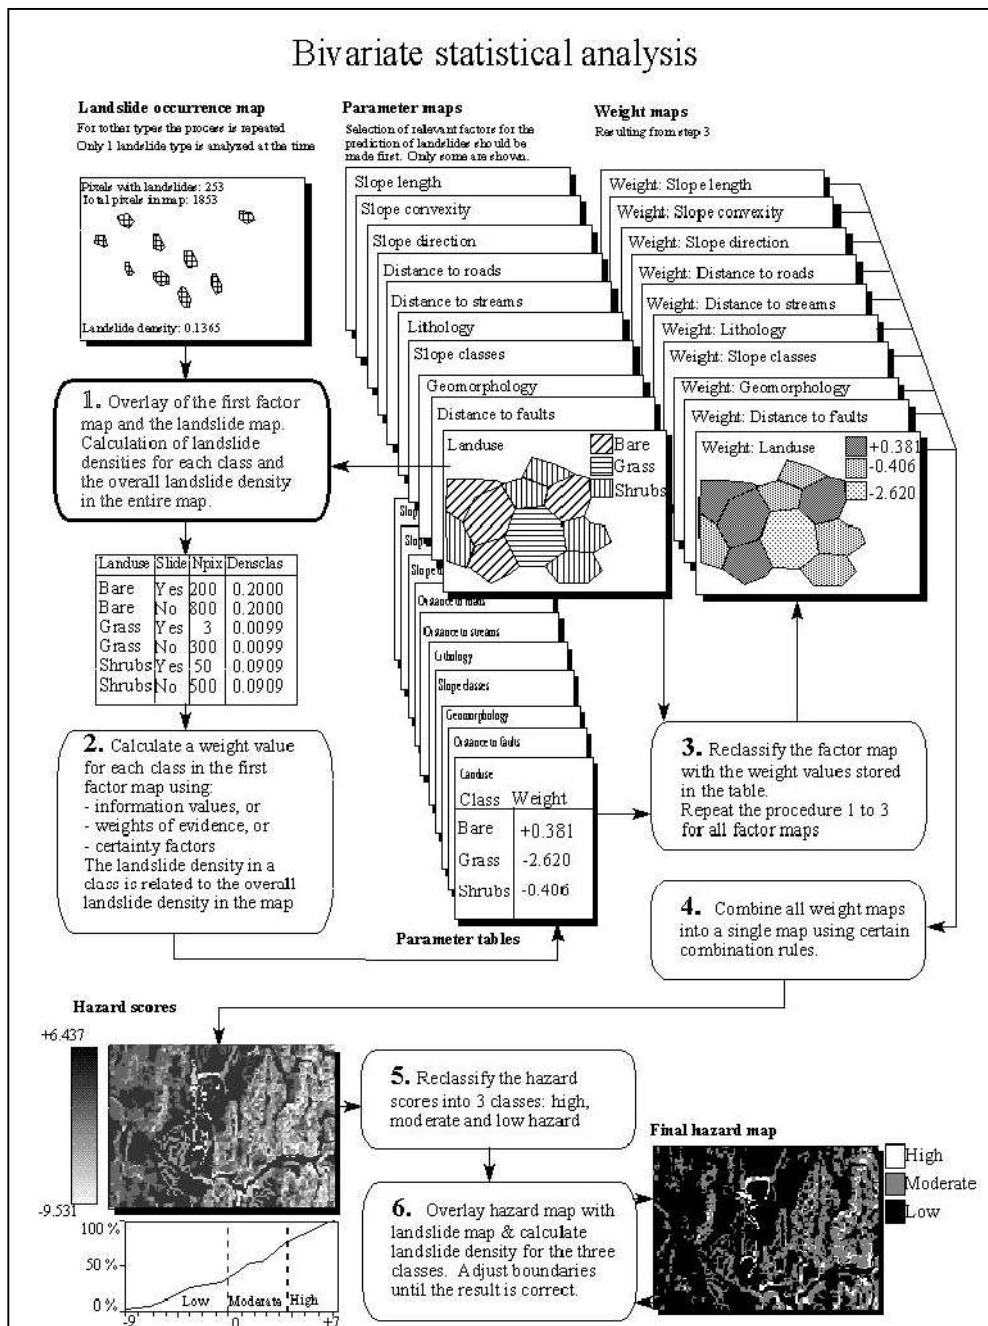 Bivariate statistical analysis
Landslide occurrence map
For tother types the process is repeated
Only 1 landslide type is analyzed at the time
Pixels with landslides: 253
Total pixels in map: 1853
Landslide density: 0.1365
Parameter maps
Selection of relevant factors for the
prediction of landslides should be
made first. Only some are shown.
Slope length
Slope convexity
Slope direction
Distance to roads
Distance to streams
Lithology
Slope classes
Geomorphology
Distance to faults
Landuse
Bare
Grass
Shrubs
Weight maps
Resulting from step 3
Weight: Slope length
Weight: Slope convexity
Weight: Slope direction
Weight: Distance to roads
Weight: Distance to streams
Weight: Lithology
Weight: Slope classes
Weight: Geomorphology
Weight: Distance to faults
Weight: Landuse
+0.381
-0.406
-2.620
1. Overlay of the first factor
map and the landslide map.
Calculation of landslide
densities for each class and
the overall landslide density
in the entire map.
Landuse Slide Npix Densclas
Bare Yes 200 0.2000
Bare No 800 0.2000
Grass Yes 3 0.0099
Grass No 300 0.0099
Shrubs Yes 50 0.0909
Shrubs No 500 0.0909
2. Calculate a weight value
for each class in the first
factor map using:
- information values, or
- weights of evidence, or
- certainty factors
The landslide density in a
class is related to the overall
landslide density in the map
Distance to streams
Lithology
Slope classes
Geomorphology
Distance to faults
Landuse
Class Weight
Bare +0.381
Grass -2.620
Shrubs -0.406
Parameter tables
3. Reclassify the factor map
with the weight values stored
in the table.
Repeat the procedure 1 to 3
for all factor maps
4. Combine all weight maps
into a single map using certain
combination rules.
Hazard scores
+6.437
-9.531
100 %
50 %
0 %
Low Moderate High
-9 0 +7
5. Reclassify the hazard
scores into 3 classes: high,
moderate and low hazard
6. Overlay hazard map with
landslide map & calculate
landslide density for the three
classes. Adjust boundaries
until the result is correct.
Final hazard map
High
Moderate
Low